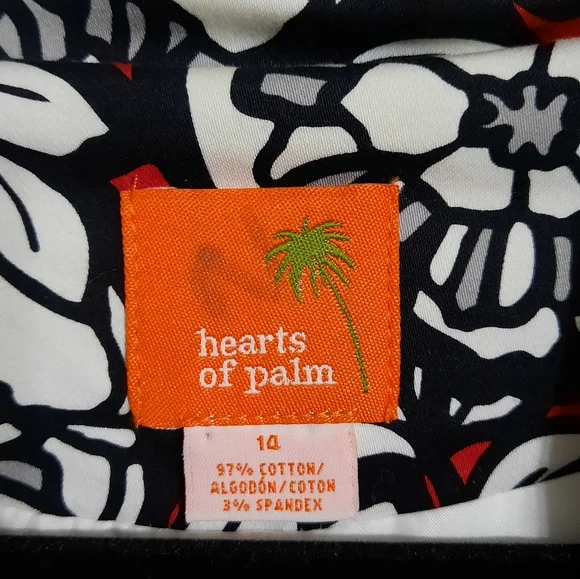 hearts
of palm
14
97% COTTON/
ALGODÓN/COTON
3% SPANDEX